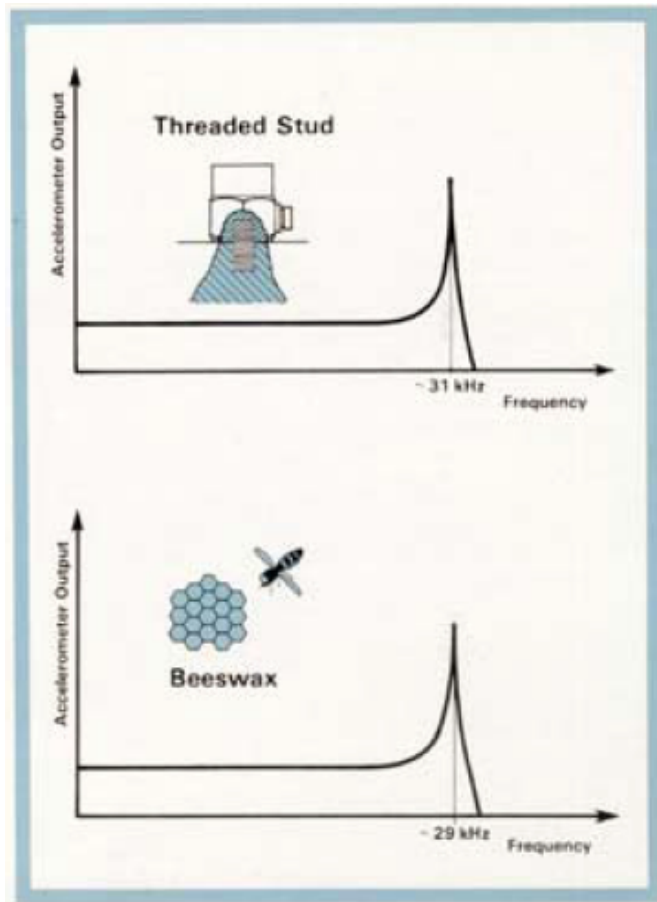 Accelerometer Output
Threaded Stud
~ 31 kHz
Frequency
Accelerometer Output
Beeswax
~ 29 kHz
Frequency